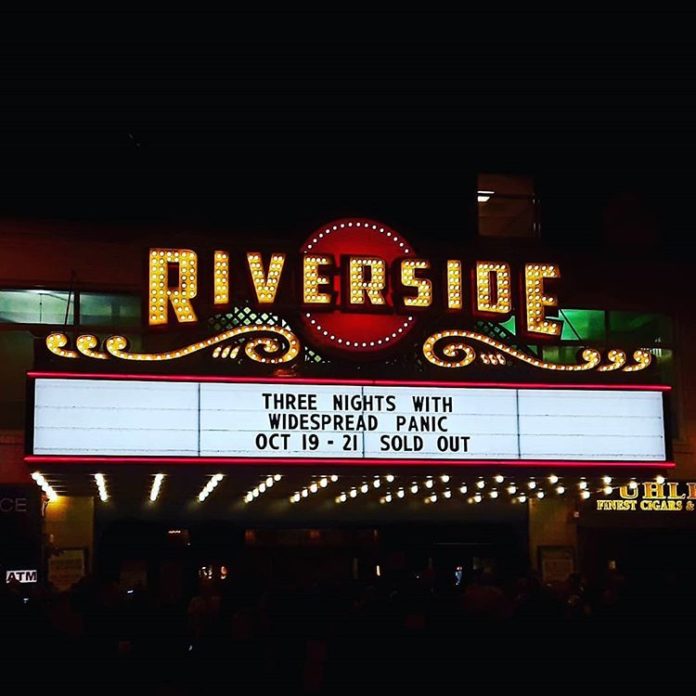 RIVERSIDE
THREE NIGHTS WITH
WIDESPREAD PANIC
OCT 19 - 21 SOLD OUT
FINEST CIGARS &
ATM